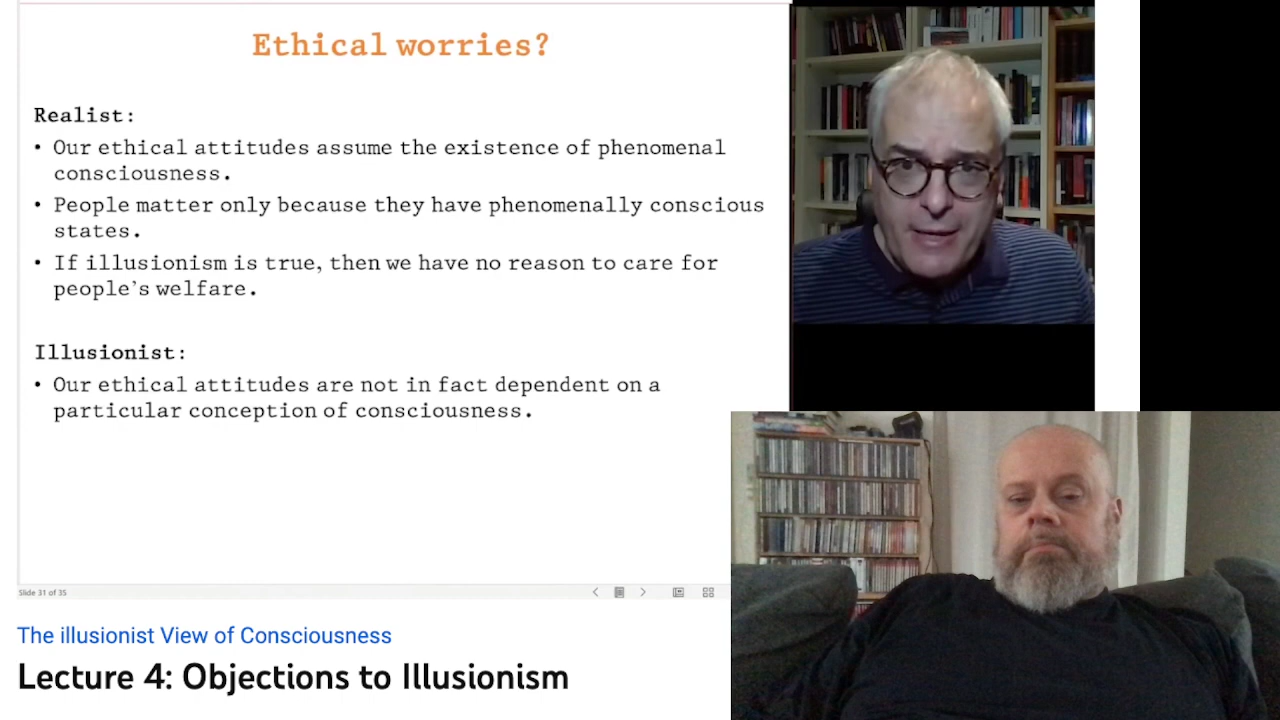 Ethical worries?
Realist:
• Our ethical attitudes assume the existence of phenomenal
consciousness.
• People matter only because they have phenomenally conscious
states.
• If illusionism is true, then we have no reason to care for
people's welfare.
Illusionist:
• Our ethical attitudes are not in fact dependent on a
particular conception of consciousness.
Slide 31 of 35
The illusionist View of Consciousness
Lecture 4: Objections to Illusionism